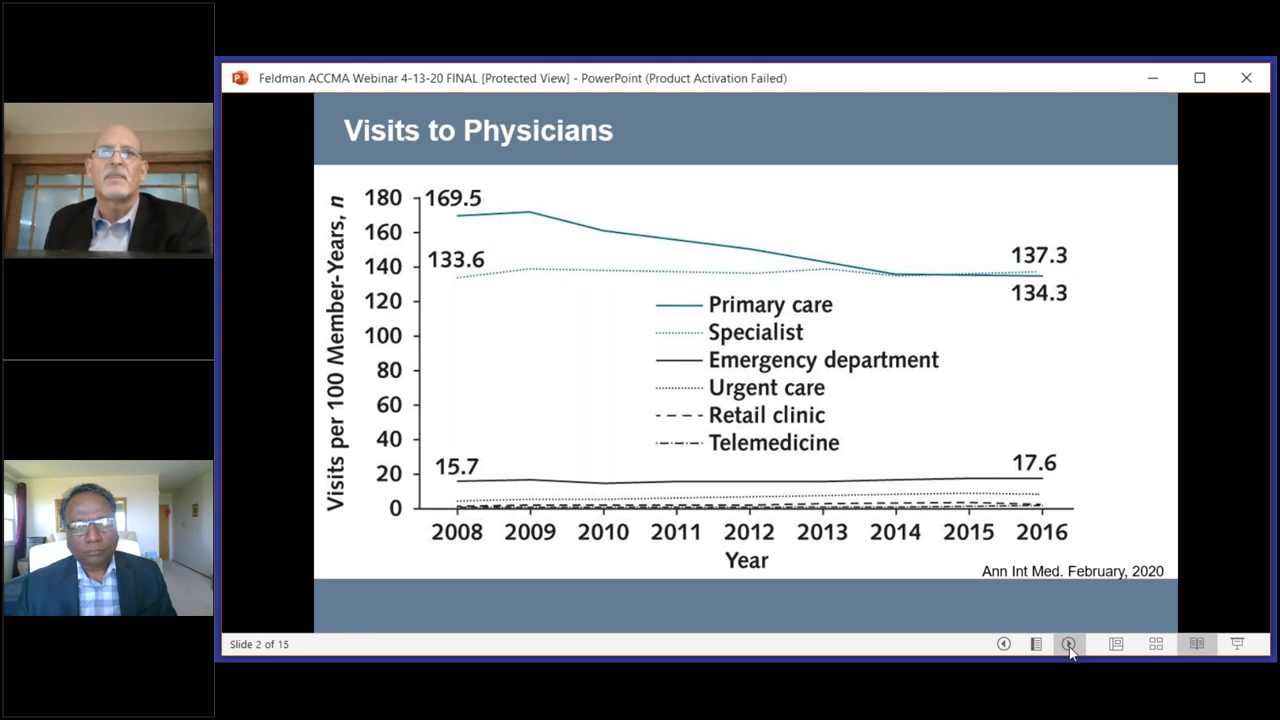 Feldman ACCMA Webinar 4-13-20 FINAL [Protected View] - PowerPoint (Product Activation Failed)
Visits to Physicians
Visits per 100 Member-Years, n
180
160
140
120
100
80
60
40
20
0
169.5
133.6
137.3
134.3
Primary care
Specialist
Emergency department
Urgent care
Retail clinic
Telemedicine
15.7
17.6
2008 2009 2010 2011 2012 2013 2014 2015 2016
Year
Ann Int Med. February, 2020
Slide 2 of 15